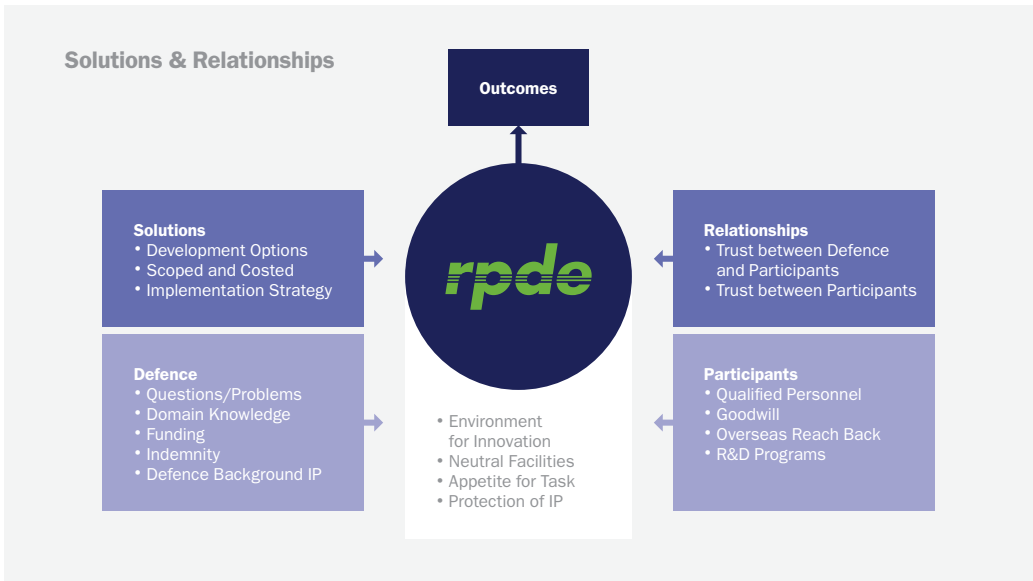 Solutions & Relationships
Outcomes
Solutions
• Development Options
• Scoped and Costed
• Implementation Strategy
rpde
Relationships
• Trust between Defence
and Participants
• Trust between Participants
Defence
• Questions/Problems
• Domain Knowledge
• Funding
• Indemnity
• Defence Background IP
• Environment
for Innovation
• Neutral Facilities
• Appetite for Task
• Protection of IP
Participants
• Qualified Personnel
• Goodwill
• Overseas Reach Back
• R&D Programs